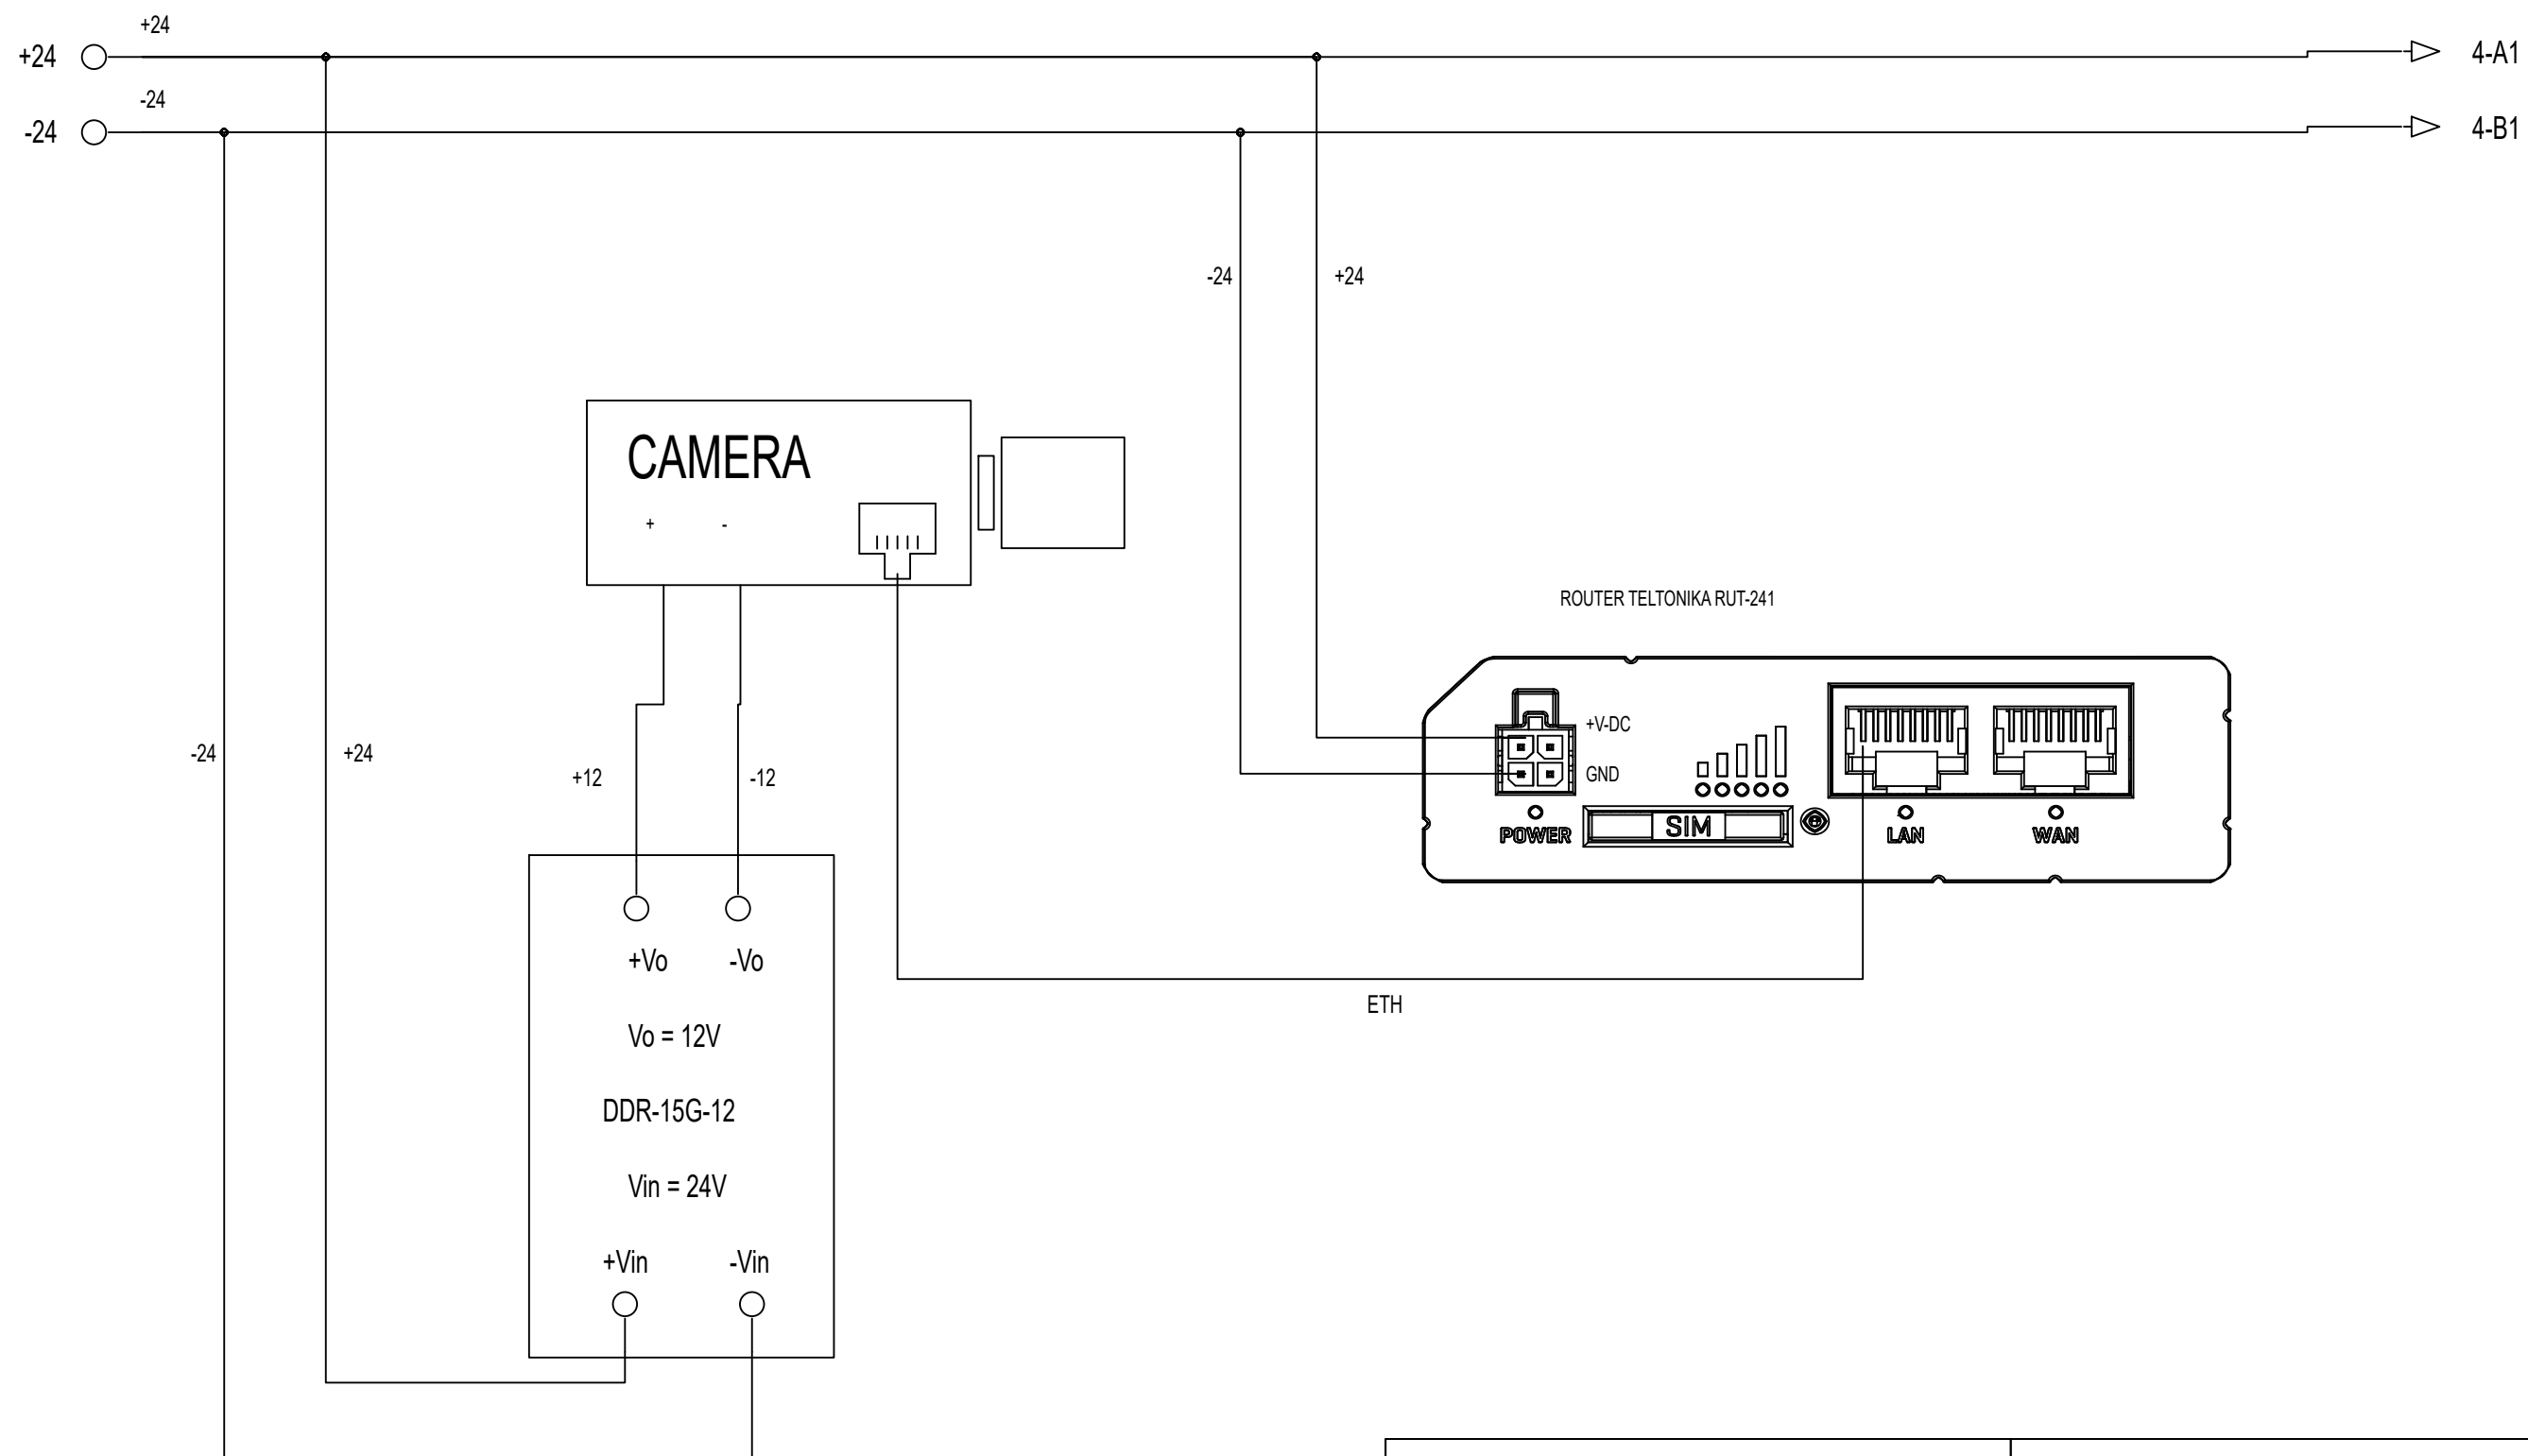 +24
+24
4-A1
-24
-24
4-B1
-24
+24
CAMERA
+ -
ROUTER TELTONIKA RUT-241
+V-DC
GND
POWER
SIM
LAN
WAN
-24
+24
+12
-12
+Vo -Vo
Vo = 12V
DDR-15G-12
Vin = 24V
+Vin -Vin
ETH